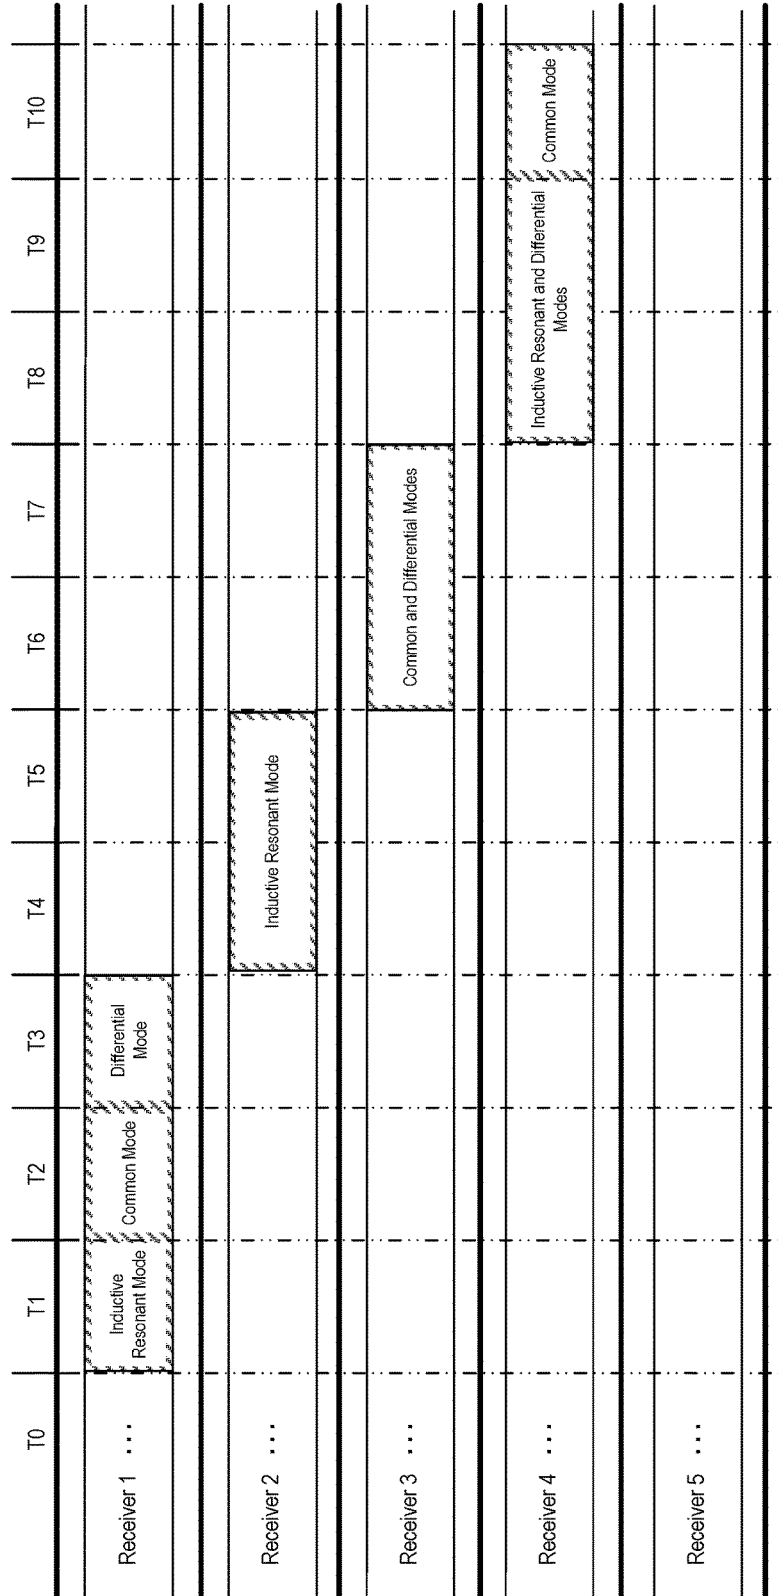 T0
T1
T2
T3
T4
T5
T6
T7
T8
T9
T10
Receiver 1 ...
Inductive
Resonant Mode
Common Mode
Differential
Mode
Receiver 2 ...
Inductive Resonant Mode
Receiver 3 ...
Common and Differential Modes
Receiver 4 ...
Inductive Resonant and Differential
Modes
Common Mode
Receiver 5 ...